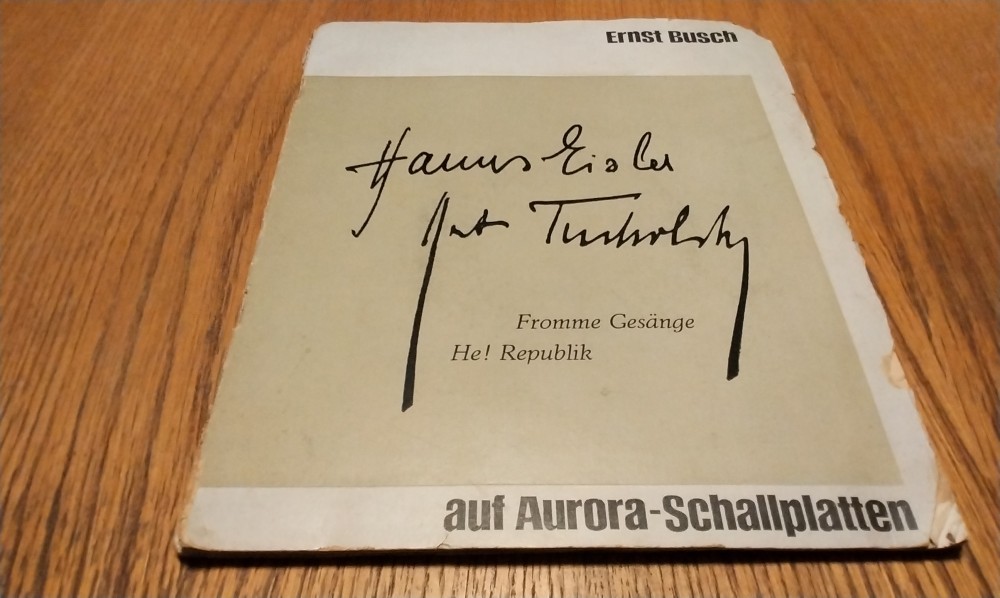 Ernst Busch
Hanns Eisler
Kurt Tucholsky
Fromme Gesänge
He! Republik
auf Aurora-Schallplatten